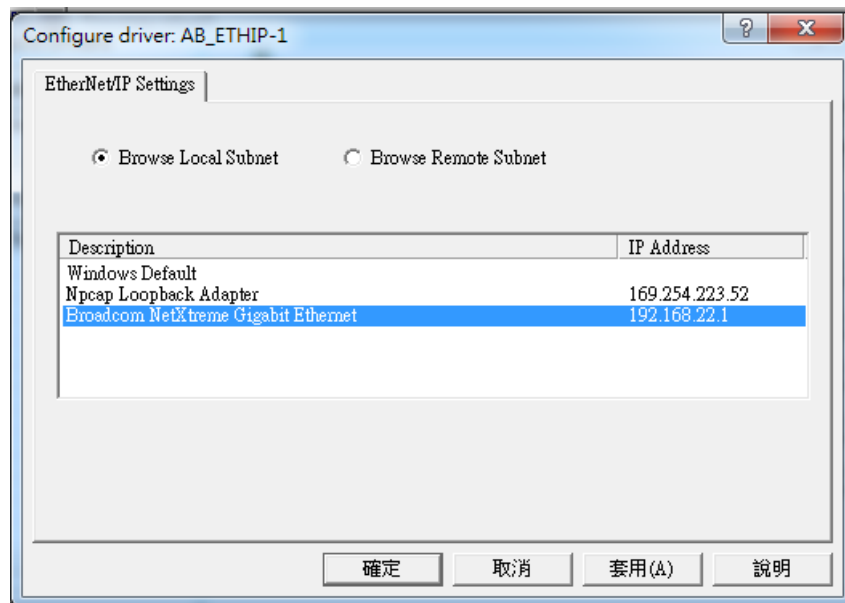 Configure driver: AB_ETHIP-1
EtherNet/IP Settings
Browse Local Subnet Browse Remote Subnet
Description IP Address
Windows Default
Npcap Loopback Adapter 169.254.223.52
Broadcom NetXtreme Gigabit Ethernet 192.168.22.1
確定 取消 套用(A) 說明